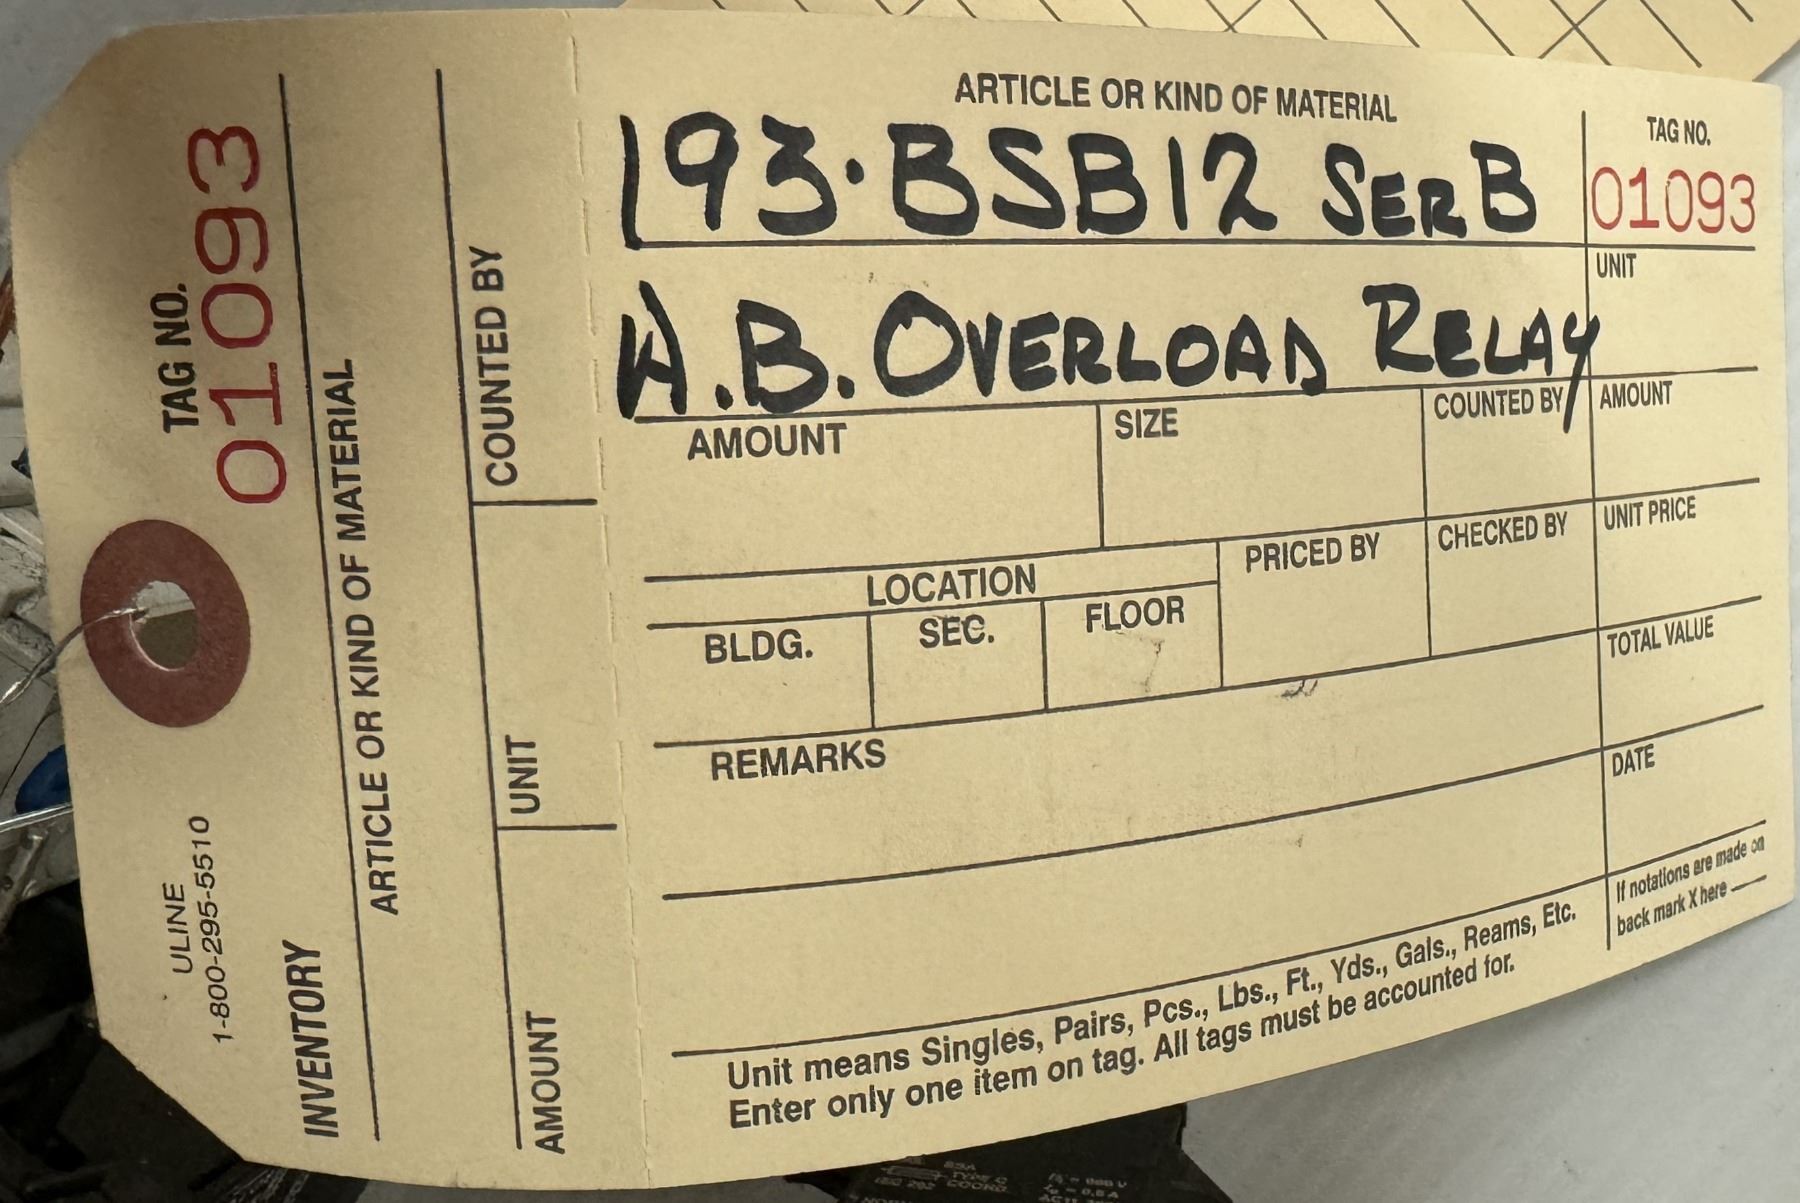 TAG NO.
01093
ULINE
1-800-295-5510
INVENTORY
ARTICLE OR KIND OF MATERIAL
COUNTED BY
UNIT
AMOUNT
ARTICLE OR KIND OF MATERIAL
193·BSB12 SER B
A.B. OVERLOAD RELAY
TAG NO.
01093
UNIT
AMOUNT
SIZE
COUNTED BY
AMOUNT
LOCATION
BLDG.
SEC.
FLOOR
PRICED BY
CHECKED BY
UNIT PRICE
TOTAL VALUE
REMARKS
DATE
If notations are made on
back mark X here
Unit means Singles, Pairs, Pcs., Lbs., Ft., Yds., Gals., Reams, Etc.
Enter only one item on tag. All tags must be accounted for.
TYPE C
COORD.